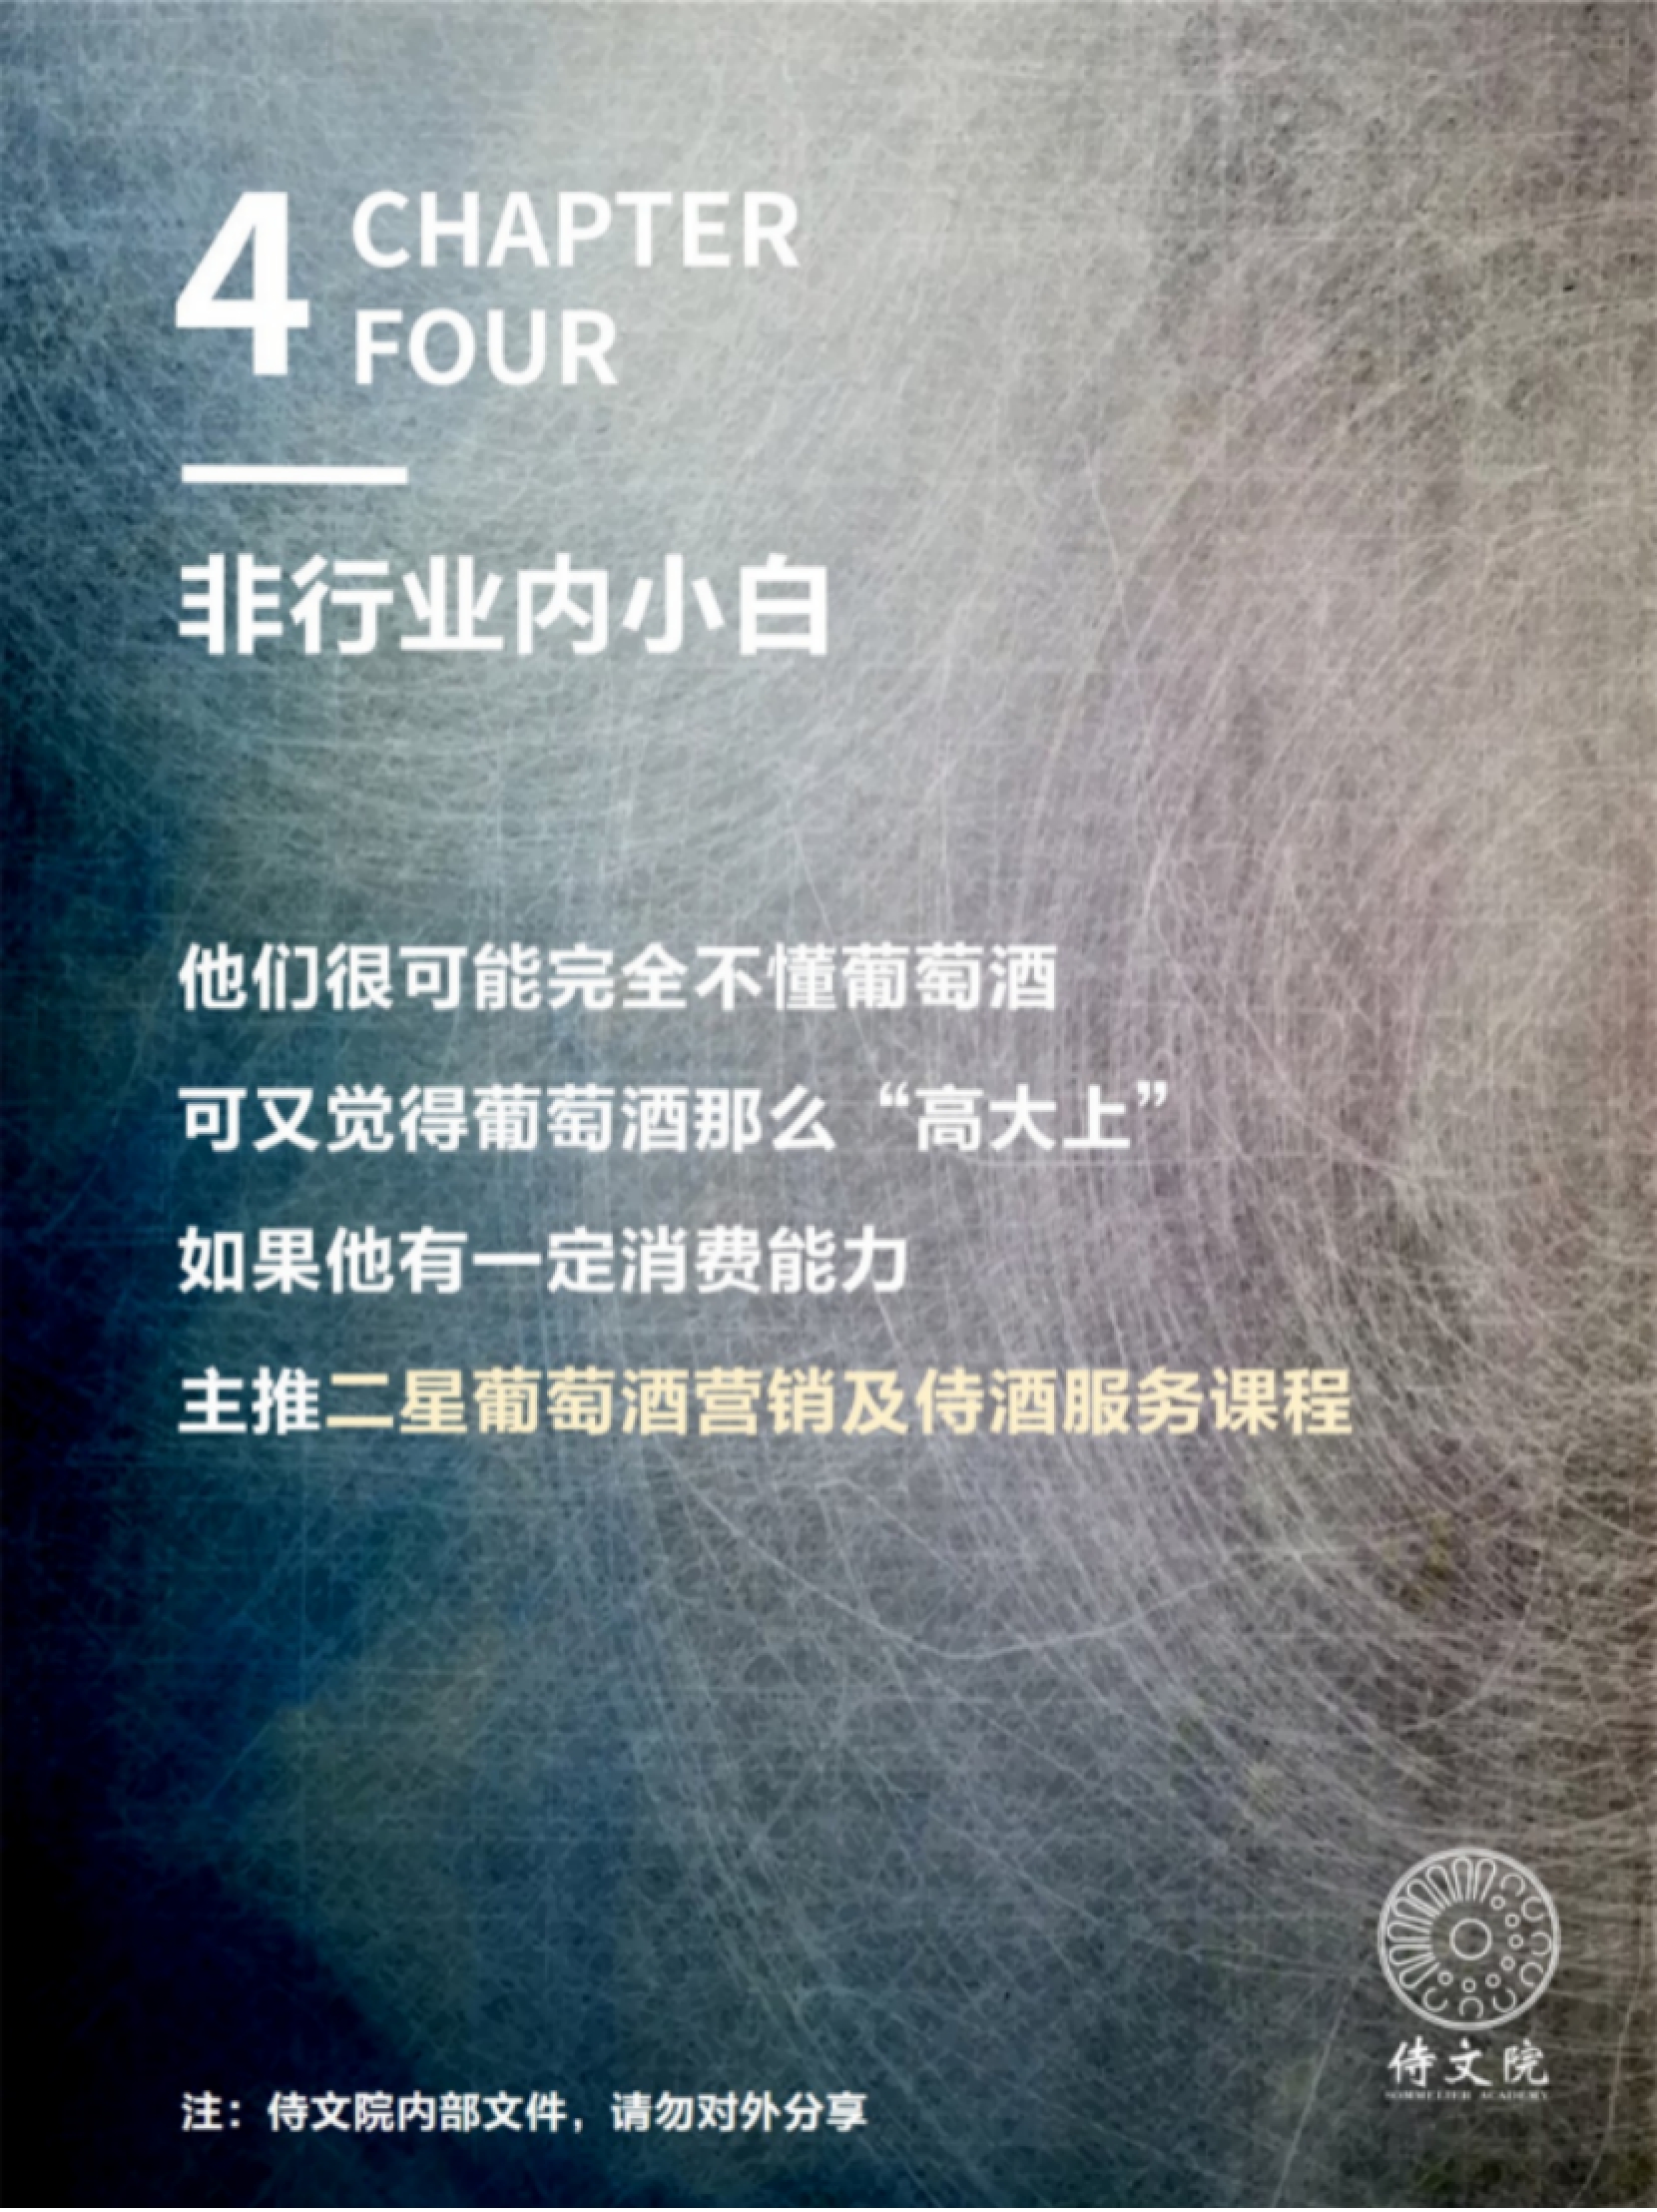 4 CHAPTER
FOUR
非行业内小白
他们很可能完全不懂葡萄酒
可又觉得葡萄酒那么“高大上”
如果他有一定消费能力
主推二星葡萄酒营销及侍酒服务课程
侍文院
SOMMELIER ACADEMY
注：侍文院内部文件，请勿对外分享